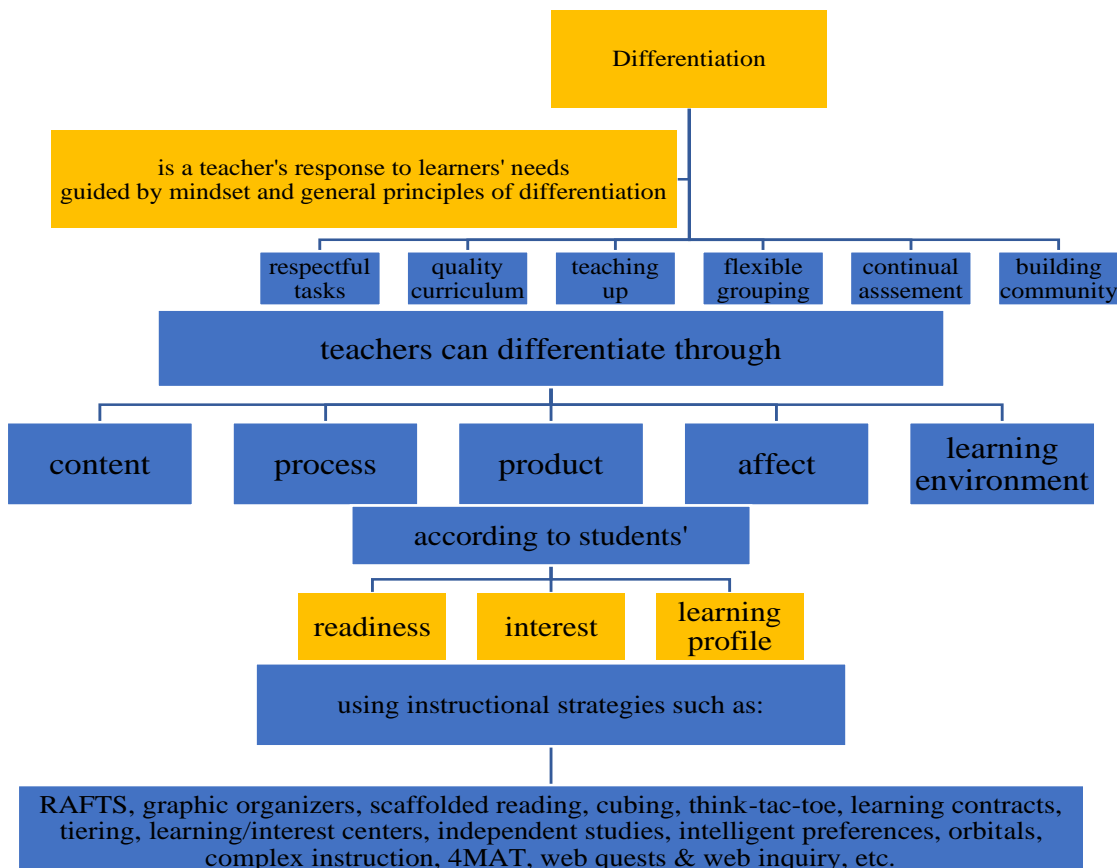 Differentiation
is a teacher's response to learners' needs
guided by mindset and general principles of differentiation
respectful
tasks
quality
curriculum
teaching
up
flexible
grouping
continual
asssement
building
community
teachers can differentiate through
content
process
product
affect
learning
environment
according to students'
readiness
interest
learning
profile
using instructional strategies such as:
RAFTS, graphic organizers, scaffolded reading, cubing, think-tac-toe, learning contracts,
tiering, learning/interest centers, independent studies, intelligent preferences, orbitals,
complex instruction, 4MAT, web quests & web inquiry, etc.